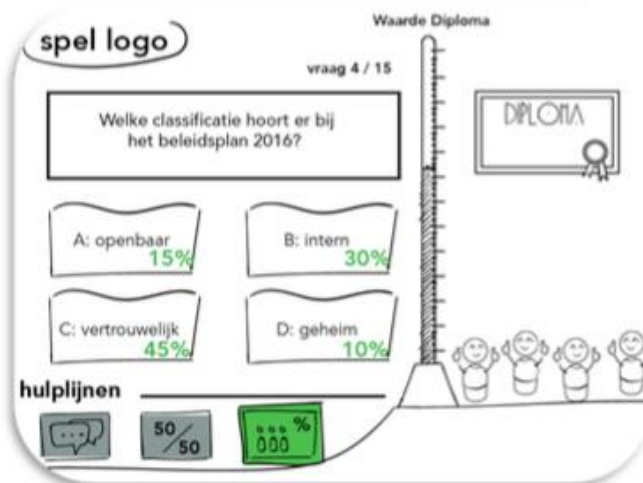 spel logo
Waarde Diploma
vraag 4 / 15
Welke classificatie hoort er bij
het beleidsplan 2016?
DIPLOMA
A: openbaar
15%
B: intern
30%
C: vertrouwelijk
45%
D: geheim
10%
hulplijnen
50/50
%